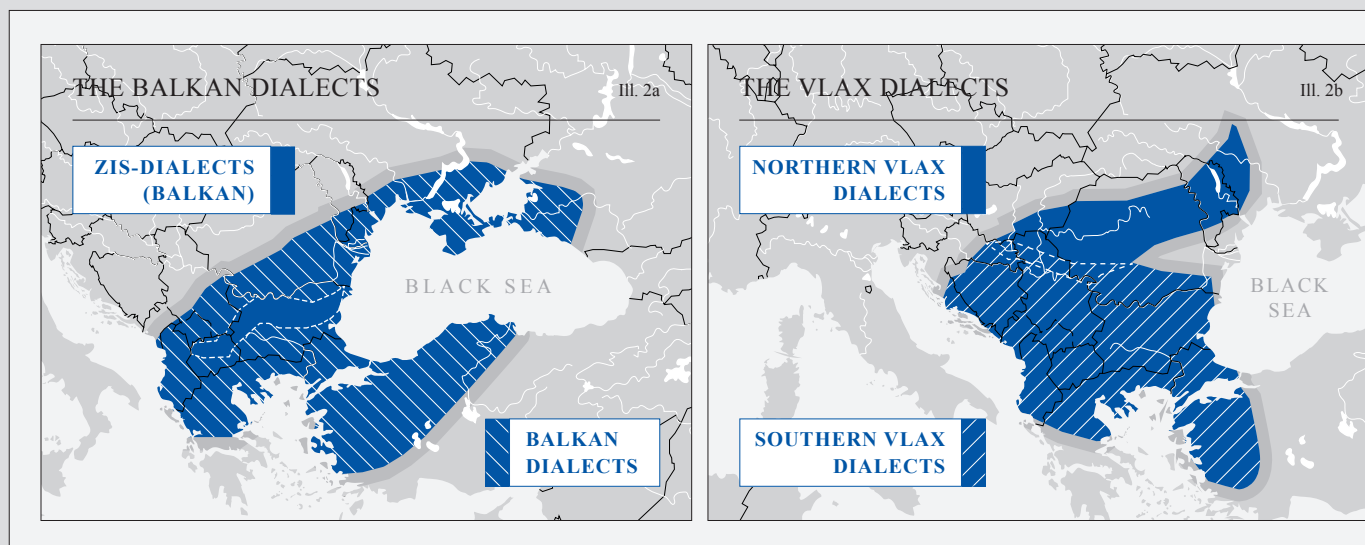 THE BALKAN DIALECTS
Ill. 2a
ZIS-DIALECTS
(BALKAN)
BLACK SEA
BALKAN
DIALECTS
THE VLAX DIALECTS
Ill. 2b
NORTHERN VLAX
DIALECTS
BLACK
SEA
SOUTHERN VLAX
DIALECTS